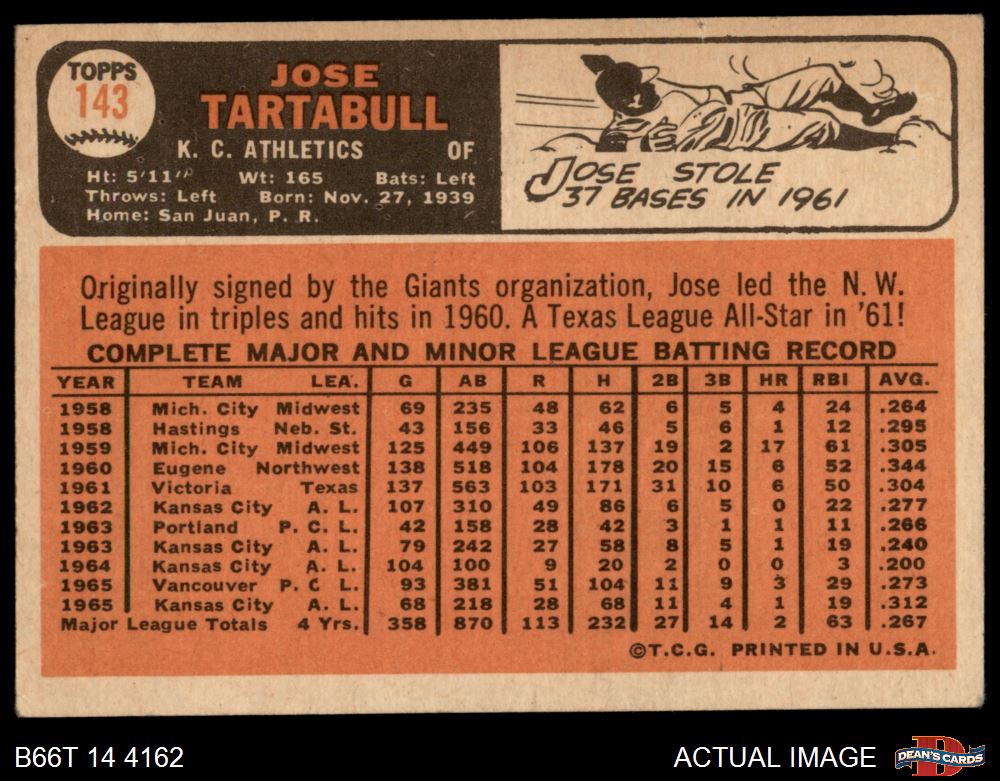 TOPPS
143
JOSE
TARTABULL
K. C. ATHLETICS OF
Ht: 5'11" Wt: 165 Bats: Left
Throws: Left Born: Nov. 27, 1939
Home: San Juan, P. R.
JOSE STOLE
37 BASES IN 1961
Originally signed by the Giants organization, Jose led the N. W.
League in triples and hits in 1960. A Texas League All-Star in '61!
COMPLETE MAJOR AND MINOR LEAGUE BATTING RECORD
YEAR TEAM LEA. G AB R H 2B 3B HR RBI AVG.
1958 Mich. City Midwest 69 235 48 62 6 5 4 24 .264
1958 Hastings Neb. St. 43 156 33 46 5 6 1 12 .295
1959 Mich. City Midwest 125 449 106 137 19 2 17 61 .305
1960 Eugene Northwest 138 518 104 178 20 15 6 52 .344
1961 Victoria Texas 137 563 103 171 31 10 6 50 .304
1962 Kansas City A. L. 107 310 49 86 6 5 0 22 .277
1963 Portland P. C. L. 42 158 28 42 3 1 1 11 .266
1963 Kansas City A. L. 79 242 27 58 8 5 1 19 .240
1964 Kansas City A. L. 104 100 9 20 2 0 0 3 .200
1965 Vancouver P. C L. 93 381 51 104 11 9 3 29 .273
1965 Kansas City A. L. 68 218 28 68 11 4 1 19 .312
Major League Totals 4 Yrs. 358 870 113 232 27 14 2 63 .267
©T.C.G. PRINTED IN U.S.A.
B66T 14 4162
ACTUAL IMAGE
D
DEAN'S CARDS